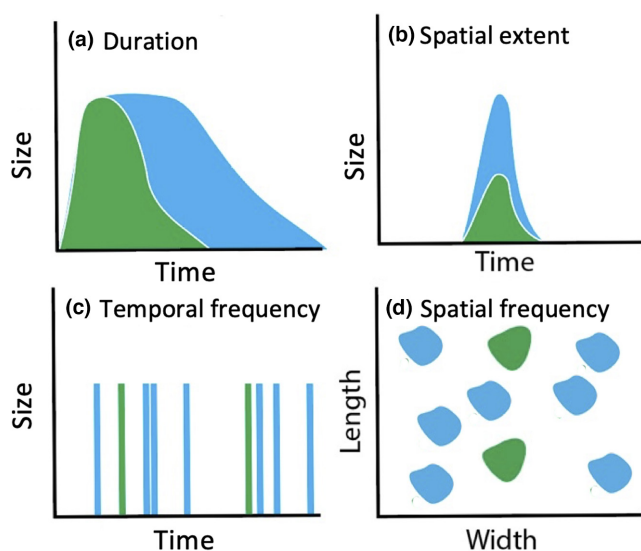 (a) Duration
Size
Time
(b) Spatial extent
Size
Time
(c) Temporal frequency
Size
Time
(d) Spatial frequency
Length
Width